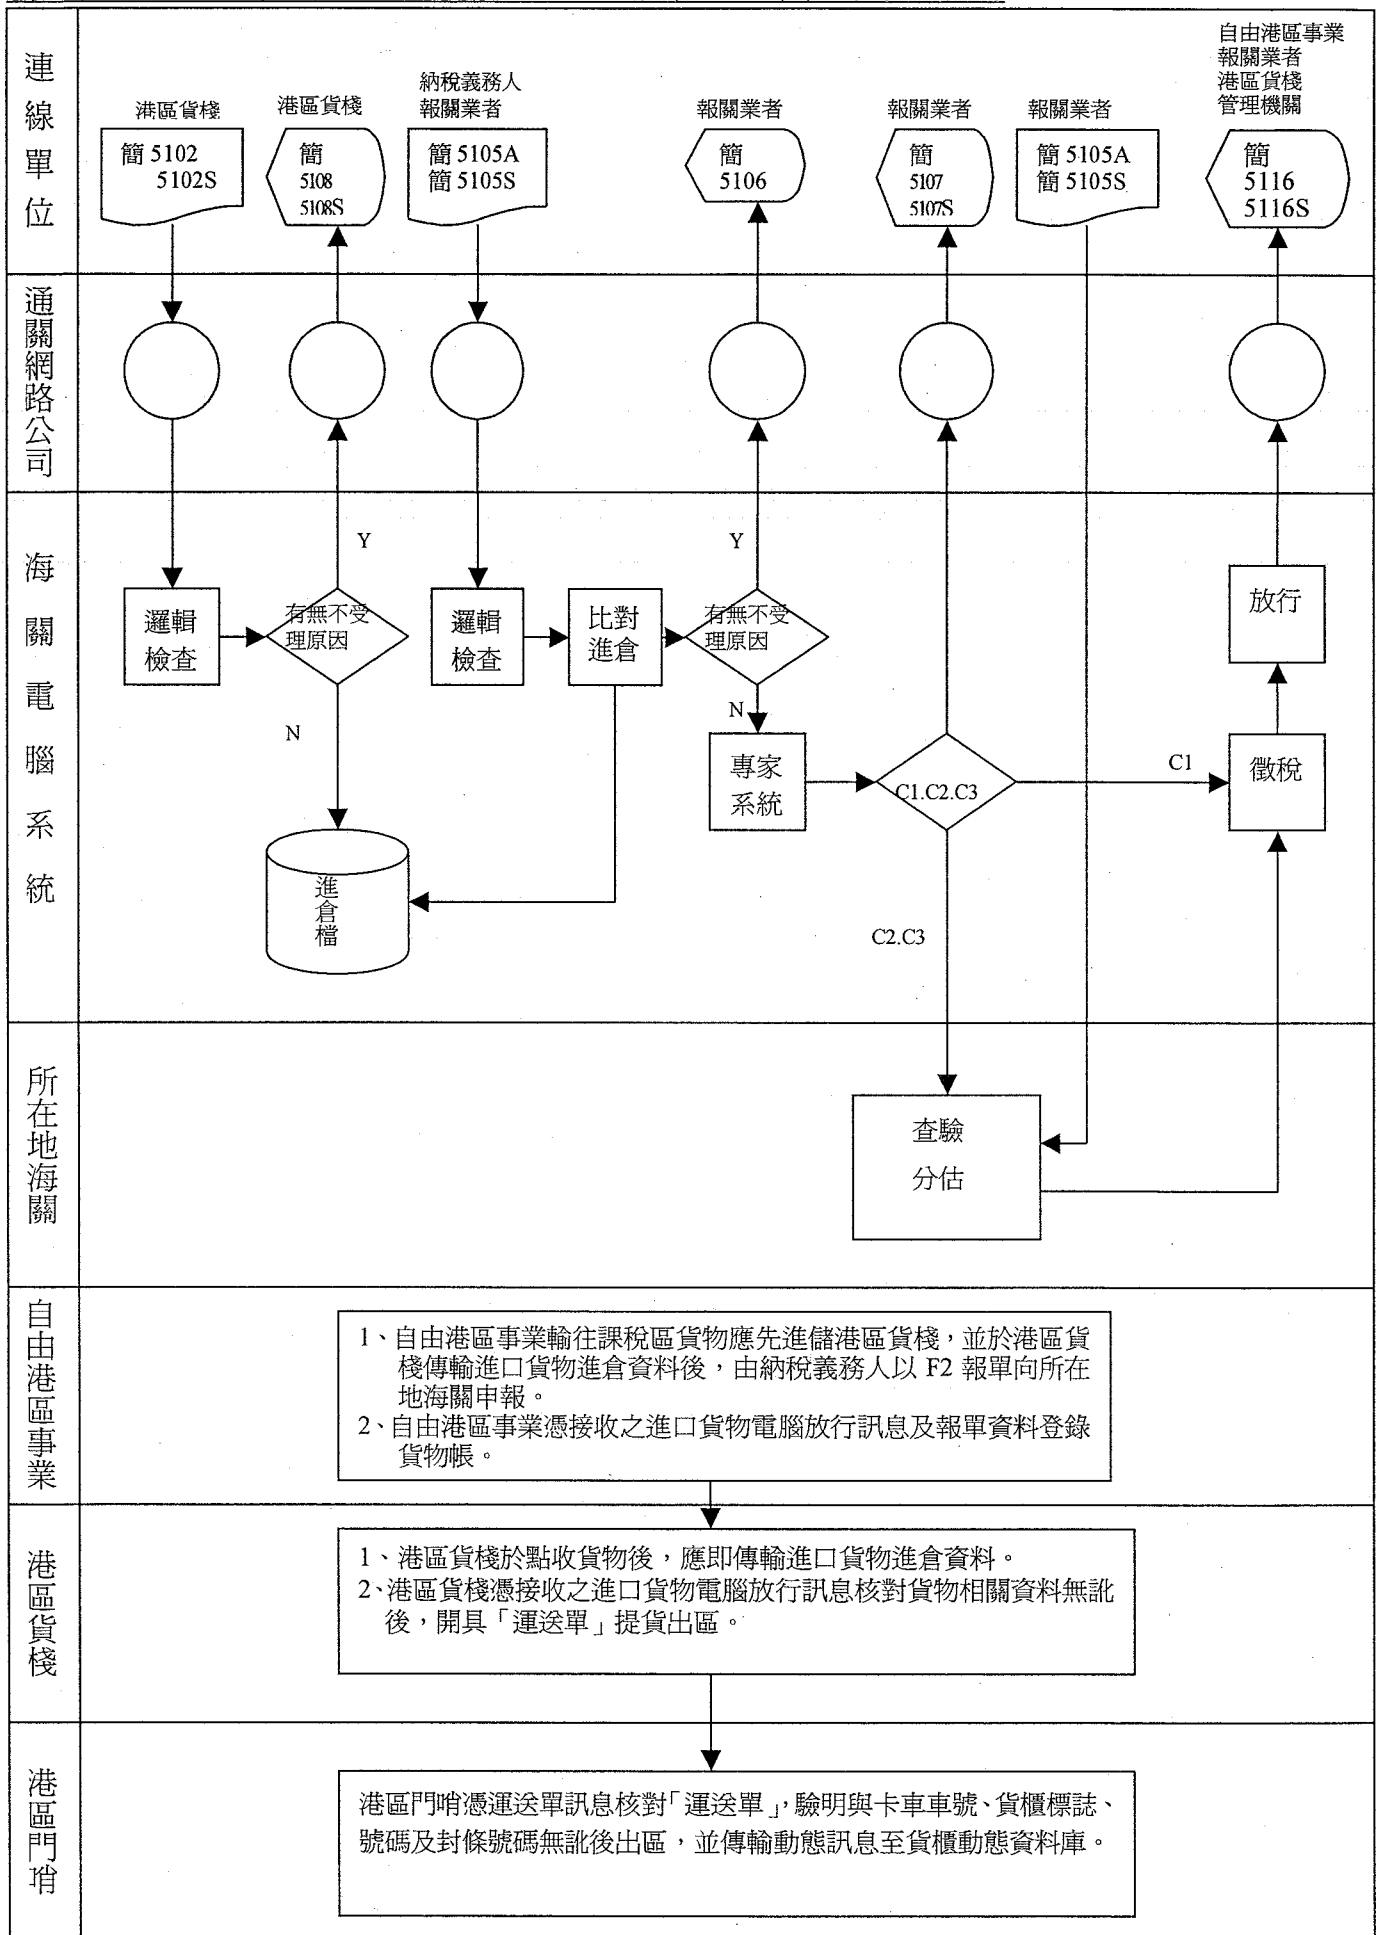 連線單位
港區貨棧
簡 5102
5102S
港區貨棧
簡
5108
5108S
納稅義務人
報關業者
簡 5105A
簡 5105S
報關業者
簡
5106
報關業者
簡
5107
5107S
報關業者
簡 5105A
簡 5105S
自由港區事業
報關業者
港區貨棧
管理機關
簡
5116
5116S
通關網路公司
海關電腦系統
邏輯
檢查
有無不受
理原因
Y
N
進倉檔
邏輯
檢查
比對
進倉
有無不受
理原因
Y
N
專家
系統
C1.C2.C3
C1
C2.C3
放行
徵稅
所在地海關
查驗
分估
自由港區事業
1、自由港區事業輸往課稅區貨物應先進儲港區貨棧，並於港區貨
棧傳輸進口貨物進倉資料後，由納稅義務人以 F2 報單向所在
地海關申報。
2、自由港區事業憑接收之進口貨物電腦放行訊息及報單資料登錄
貨物帳。
港區貨棧
1、港區貨棧於點收貨物後，應即傳輸進口貨物進倉資料。
2、港區貨棧憑接收之進口貨物電腦放行訊息核對貨物相關資料無訛
後，開具「運送單」提貨出區。
港區門哨
港區門哨憑運送單訊息核對「運送單」，驗明與卡車車號、貨櫃標誌、
號碼及封條號碼無訛後出區，並傳輸動態訊息至貨櫃動態資料庫。